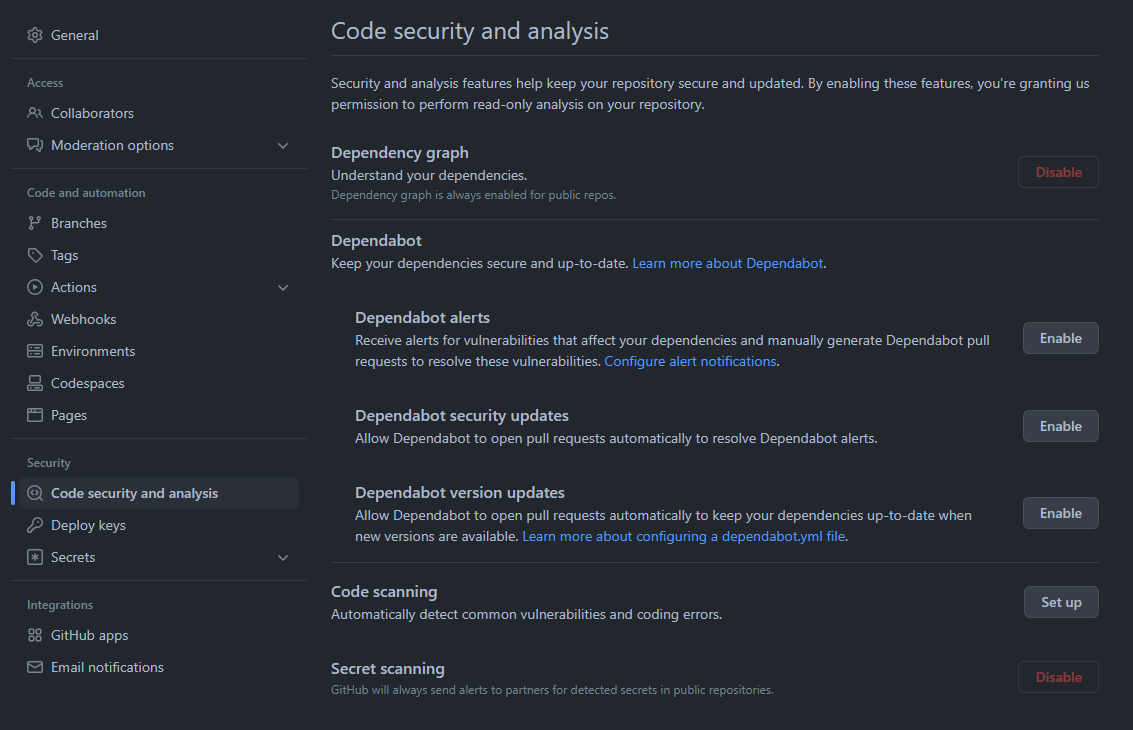 General
Access
Collaborators
Moderation options
Code and automation
Branches
Tags
Actions
Webhooks
Environments
Codespaces
Pages
Security
Code security and analysis
Deploy keys
Secrets
Integrations
GitHub apps
Email notifications
Code security and analysis
Security and analysis features help keep your repository secure and updated. By enabling these features, you're granting us
permission to perform read-only analysis on your repository.
Dependency graph
Understand your dependencies.
Dependency graph is always enabled for public repos.
Disable
Dependabot
Keep your dependencies secure and up-to-date. Learn more about Dependabot.
Dependabot alerts
Receive alerts for vulnerabilities that affect your dependencies and manually generate Dependabot pull
requests to resolve these vulnerabilities. Configure alert notifications.
Enable
Dependabot security updates
Allow Dependabot to open pull requests automatically to resolve Dependabot alerts.
Enable
Dependabot version updates
Allow Dependabot to open pull requests automatically to keep your dependencies up-to-date when
new versions are available. Learn more about configuring a dependabot.yml file.
Enable
Code scanning
Automatically detect common vulnerabilities and coding errors.
Set up
Secret scanning
GitHub will always send alerts to partners for detected secrets in public repositories.
Disable